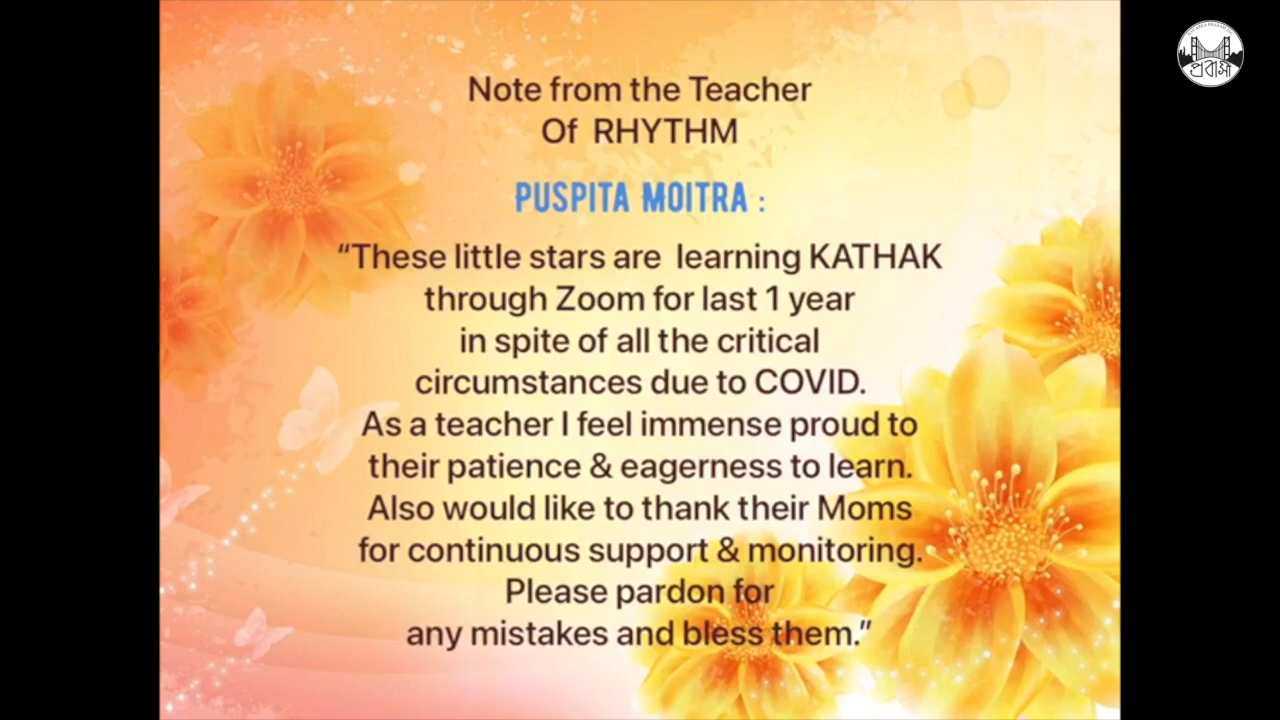 Note from the Teacher
Of RHYTHM
PUSPITA MOITRA :
“These little stars are learning KATHAK
through Zoom for last 1 year
in spite of all the critical
circumstances due to COVID.
As a teacher I feel immense proud to
their patience & eagerness to learn.
Also would like to thank their Moms
for continuous support & monitoring.
Please pardon for
any mistakes and bless them.”
প্রবাসী